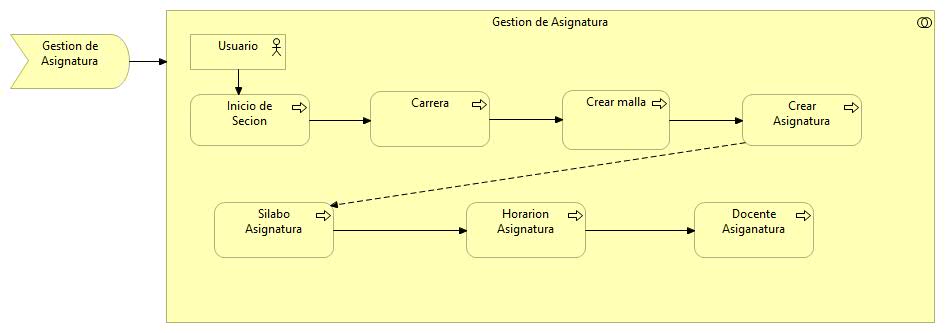 Gestion de Asignatura
Gestion de
Asignatura
Usuario
Inicio de
Secion
Carrera
Crear malla
Crear
Asignatura
Silabo
Asignatura
Horarion
Asignatura
Docente
Asiganatura